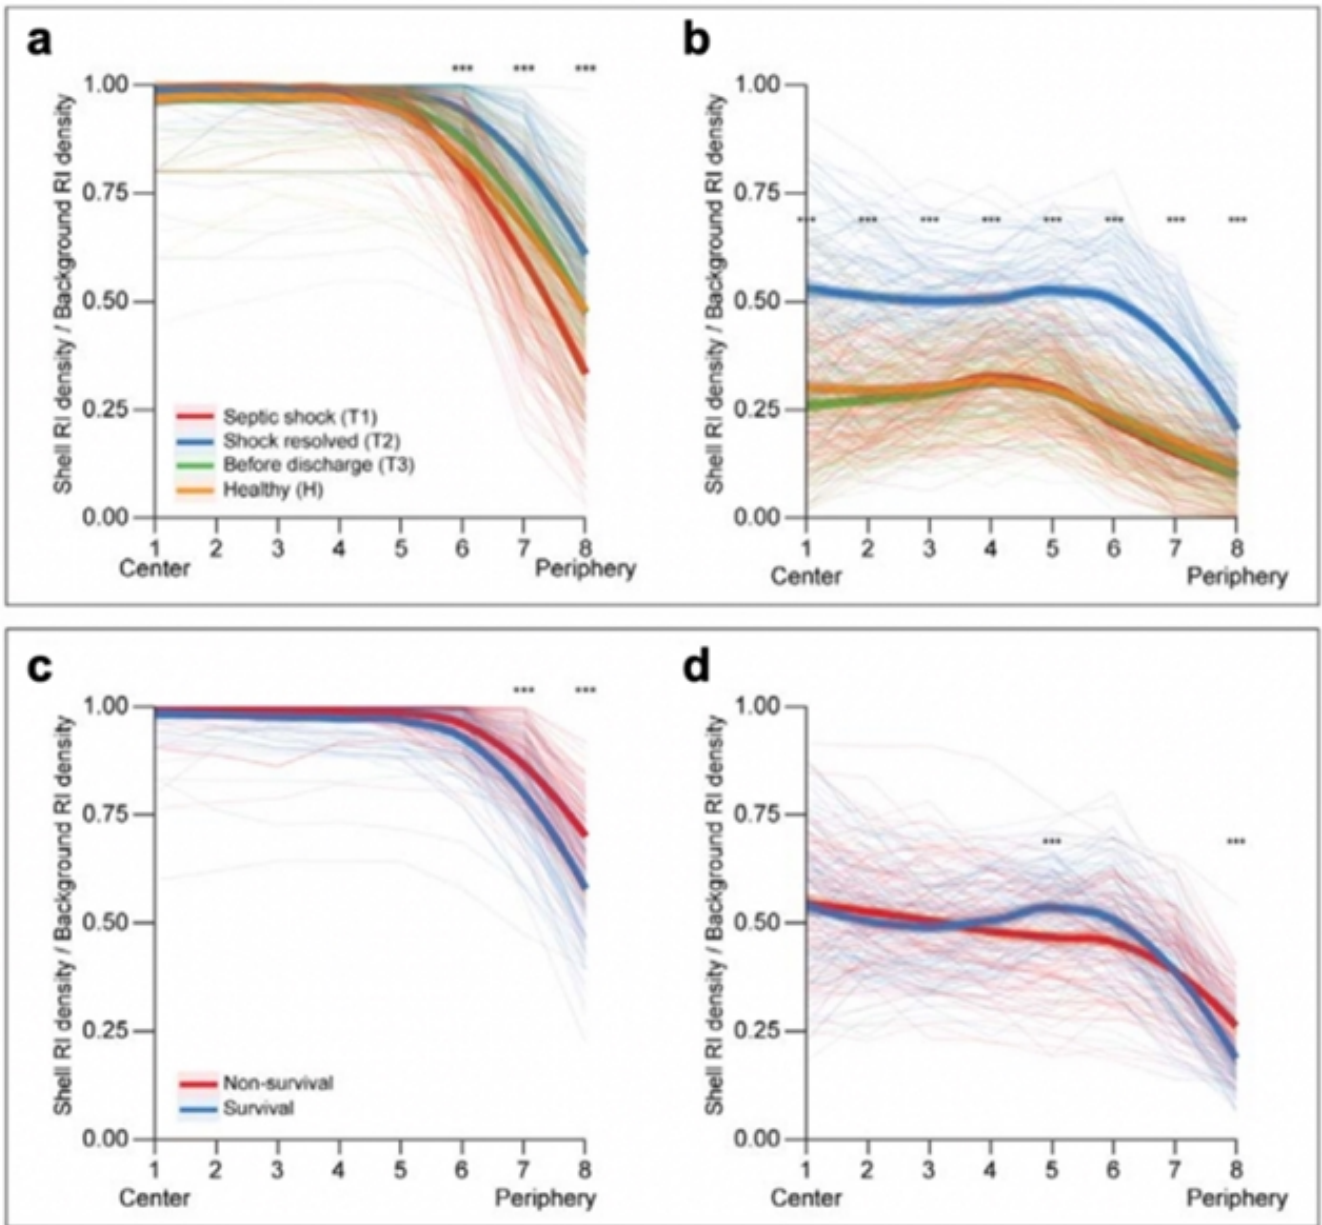 a
***
***
***
Shell RI density / Background RI density
1.00
0.75
0.50
0.25
0.00
Septic shock (T1)
Shock resolved (T2)
Before discharge (T3)
Healthy (H)
1 2 3 4 5 6 7 8
Center Periphery
b
*** *** *** *** *** *** *** ***
Shell RI density / Background RI density
1.00
0.75
0.50
0.25
0.00
1 2 3 4 5 6 7 8
Center Periphery
c
*** ***
Shell RI density / Background RI density
1.00
0.75
0.50
0.25
0.00
Non-survival
Survival
1 2 3 4 5 6 7 8
Center Periphery
d
*** ***
Shell RI density / Background RI density
1.00
0.75
0.50
0.25
0.00
1 2 3 4 5 6 7 8
Center Periphery